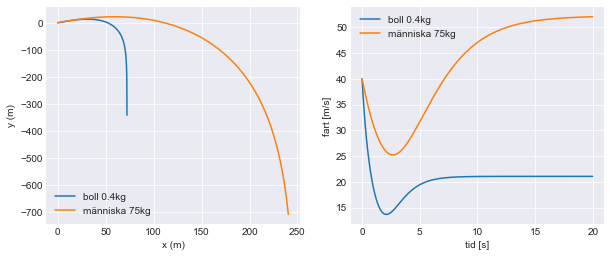 0
−100
−200
−300
−400
−500
−600
−700
y (m)
boll 0.4kg
människa 75kg
0 50 100 150 200 250
x (m)
50
45
40
35
30
25
20
15
fart [m/s]
boll 0.4kg
människa 75kg
0 5 10 15 20
tid [s]